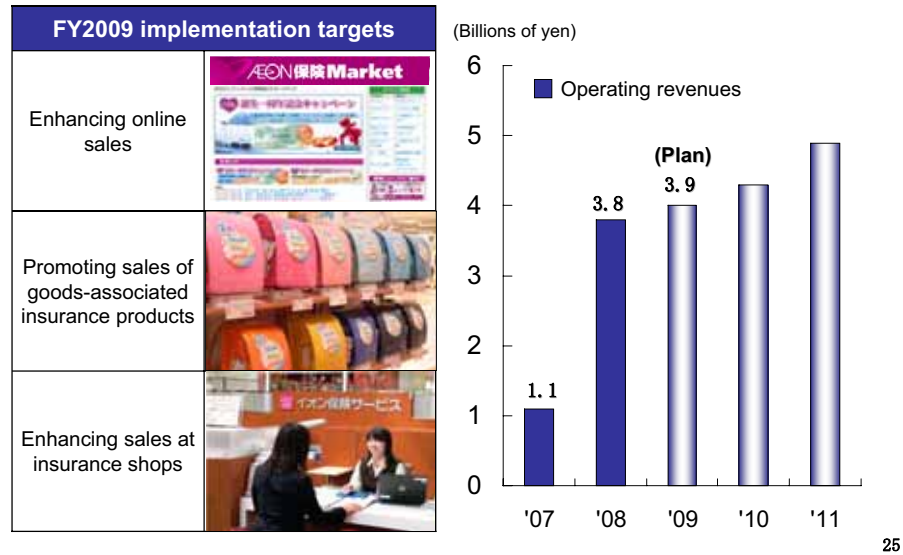 FY2009 implementation targets
Enhancing online
sales
ÆON保険Market
Promoting sales of
goods-associated
insurance products
Enhancing sales at
insurance shops
イオン保険サービス
(Billions of yen)
6
5
4
3
2
1
0
Operating revenues
(Plan)
1.1
3.8
3.9
'07
'08
'09
'10
'11
25